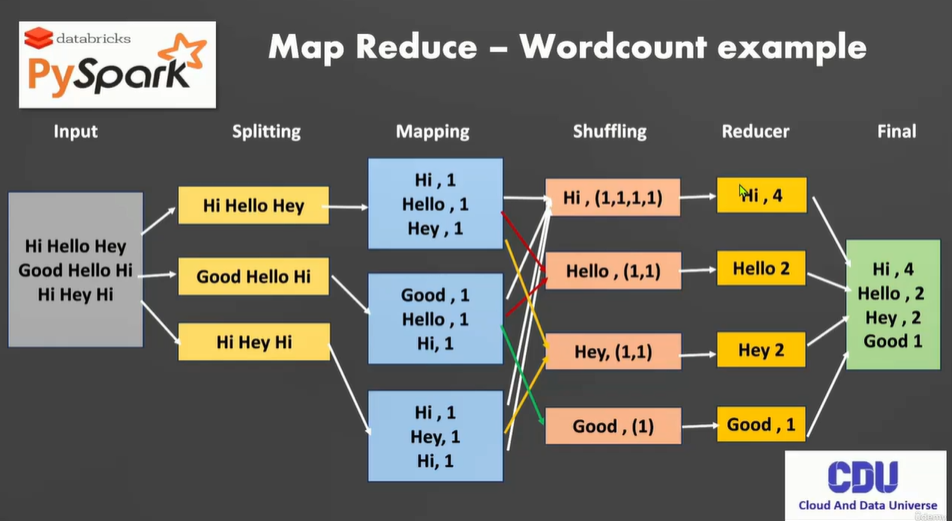 databricks
PySpark
Map Reduce – Wordcount example
Input
Splitting
Mapping
Shuffling
Reducer
Final
Hi Hello Hey
Good Hello Hi
Hi Hey Hi
Hi Hello Hey
Good Hello Hi
Hi Hey Hi
Hi , 1
Hello , 1
Hey , 1
Good , 1
Hello , 1
Hi, 1
Hi , 1
Hey, 1
Hi, 1
Hi , (1,1,1,1)
Hello , (1,1)
Hey, (1,1)
Good , (1)
Hi , 4
Hello 2
Hey 2
Good , 1
Hi , 4
Hello , 2
Hey , 2
Good 1
CDU
Cloud And Data Universe